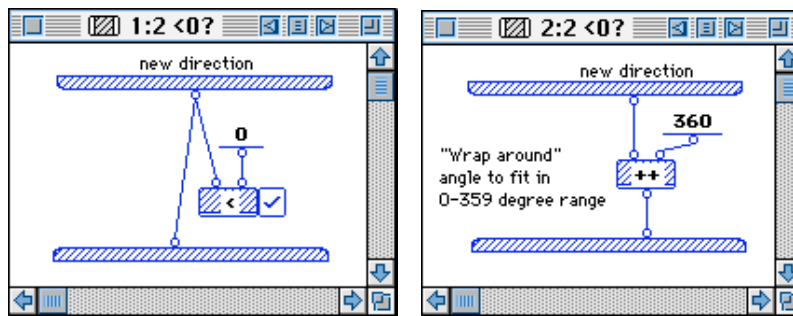 1:2 <0?
new direction
0
<
2:2 <0?
new direction
360
"Wrap around"
angle to fit in
0-359 degree range
++